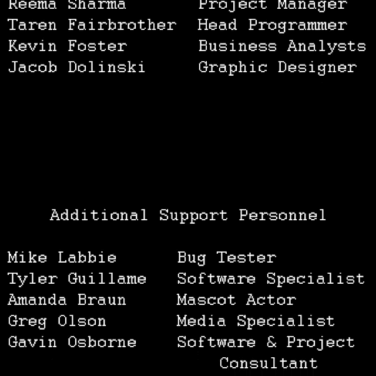 Reema Sharma Project Manager
Taren Fairbrother Head Programmer
Kevin Foster Business Analysts
Jacob Dolinski Graphic Designer
Additional Support Personnel
Mike Labbie Bug Tester
Tyler Guillame Software Specialist
Amanda Braun Mascot Actor
Greg Olson Media Specialist
Gavin Osborne Software & Project
Consultant